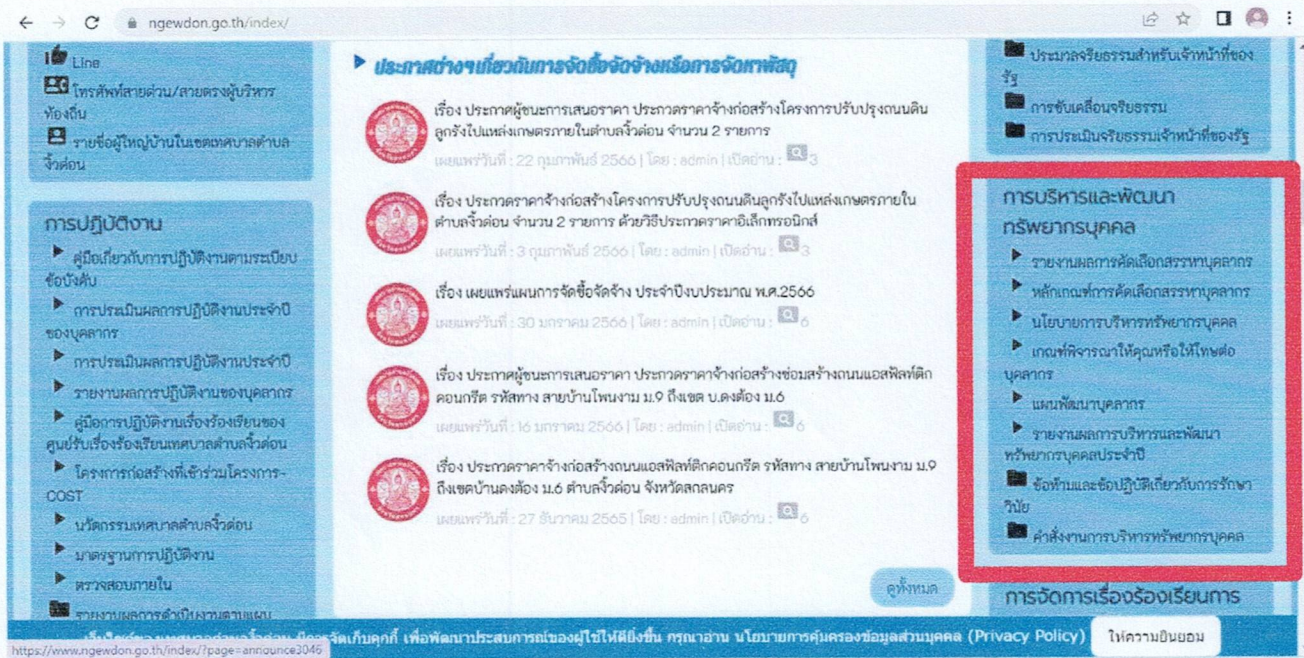 ngewdon.go.th/index/
Line
โทรศัพท์สายด่วน/สายตรงผู้บริหาร
ท้องถิ่น
รายชื่อผู้ใหญ่บ้านในเขตเทศบาลตำบล
งิ้วด่อน
การปฏิบัติงาน
คู่มือเกี่ยวกับการปฏิบัติงานตามระเบียบ
ข้อบังคับ
การประเมินผลการปฏิบัติงานประจำปี
ของบุคลากร
การประเมินผลการปฏิบัติงานประจำปี
รายงานผลการปฏิบัติงานของบุคลากร
คู่มือการปฏิบัติงานเรื่องร้องเรียนของ
ศูนย์รับเรื่องร้องเรียนเทศบาลตำบลงิ้วด่อน
โครงการก่อสร้างที่เข้าร่วมโครงการ-
COST
นวัตกรรมเทศบาลตำบลงิ้วด่อน
มาตรฐานการปฏิบัติงาน
ตรวจสอบภายใน
รายงานผลการดำเนินงานตามแผน
ประกาศต่างๆเกี่ยวกับการจัดซื้อจัดจ้างหรือการจัดหาพัสดุ
เรื่อง ประกาศผู้ชนะการเสนอราคา ประกวดราคาจ้างก่อสร้างโครงการปรับปรุงถนนดิน
ลูกรังไปแหล่งเกษตรภายในตำบลงิ้วด่อน จำนวน 2 รายการ
เผยแพร่วันที่ : 22 กุมภาพันธ์ 2566 | โดย : admin | เปิดอ่าน : 3
เรื่อง ประกวดราคาจ้างก่อสร้างโครงการปรับปรุงถนนดินลูกรังไปแหล่งเกษตรภายใน
ตำบลงิ้วด่อน จำนวน 2 รายการ ด้วยวิธีประกวดราคาอิเล็กทรอนิกส์
เผยแพร่วันที่ : 3 กุมภาพันธ์ 2566 | โดย : admin | เปิดอ่าน : 3
เรื่อง เผยแพร่แผนการจัดซื้อจัดจ้าง ประจำปีงบประมาณ พ.ศ.2566
เผยแพร่วันที่ : 30 มกราคม 2566 | โดย : admin | เปิดอ่าน : 6
เรื่อง ประกาศผู้ชนะการเสนอราคา ประกวดราคาจ้างก่อสร้างซ่อมสร้างถนนแอสฟัลท์ติก
คอนกรีต รหัสทาง สายบ้านโพนงาม ม.9 ถึงเขต บ.ดงต้อง ม.6
เผยแพร่วันที่ : 16 มกราคม 2566 | โดย : admin | เปิดอ่าน : 6
เรื่อง ประกวดราคาจ้างก่อสร้างถนนแอสฟัลท์ติกคอนกรีต รหัสทาง สายบ้านโพนงาม ม.9
ถึงเขตบ้านดงต้อง ม.6 ตำบลงิ้วด่อน จังหวัดสกลนคร
เผยแพร่วันที่ : 27 ธันวาคม 2565 | โดย : admin | เปิดอ่าน : 6
ดูทั้งหมด
ประมวลจริยธรรมสำหรับเจ้าหน้าที่ของ
รัฐ
การขับเคลื่อนจริยธรรม
การประเมินจริยธรรมเจ้าหน้าที่ของรัฐ
การบริหารและพัฒนา
ทรัพยากรบุคคล
รายงานผลการคัดเลือกสรรหาบุคลากร
หลักเกณฑ์การคัดเลือกสรรหาบุคลากร
นโยบายการบริหารทรัพยากรบุคคล
เกณฑ์พิจารณาให้คุณหรือให้โทษต่อ
บุคลากร
แผนพัฒนาบุคลากร
รายงานผลการบริหารและพัฒนา
ทรัพยากรบุคคลประจำปี
ข้อห้ามและข้อปฏิบัติเกี่ยวกับการรักษา
วินัย
คำสั่งงานการบริหารทรัพยากรบุคคล
การจัดการเรื่องร้องเรียนการ
เว็บไซต์ของ เทศบาลตำบลงิ้วด่อน มีการจัดเก็บคุกกี้ เพื่อพัฒนาประสบการณ์ของผู้ใช้ให้ดียิ่งขึ้น กรุณาอ่าน นโยบายการคุ้มครองข้อมูลส่วนบุคคล (Privacy Policy) ให้ความยินยอม
https://www.ngewdon.go.th/index/?page=announce3046